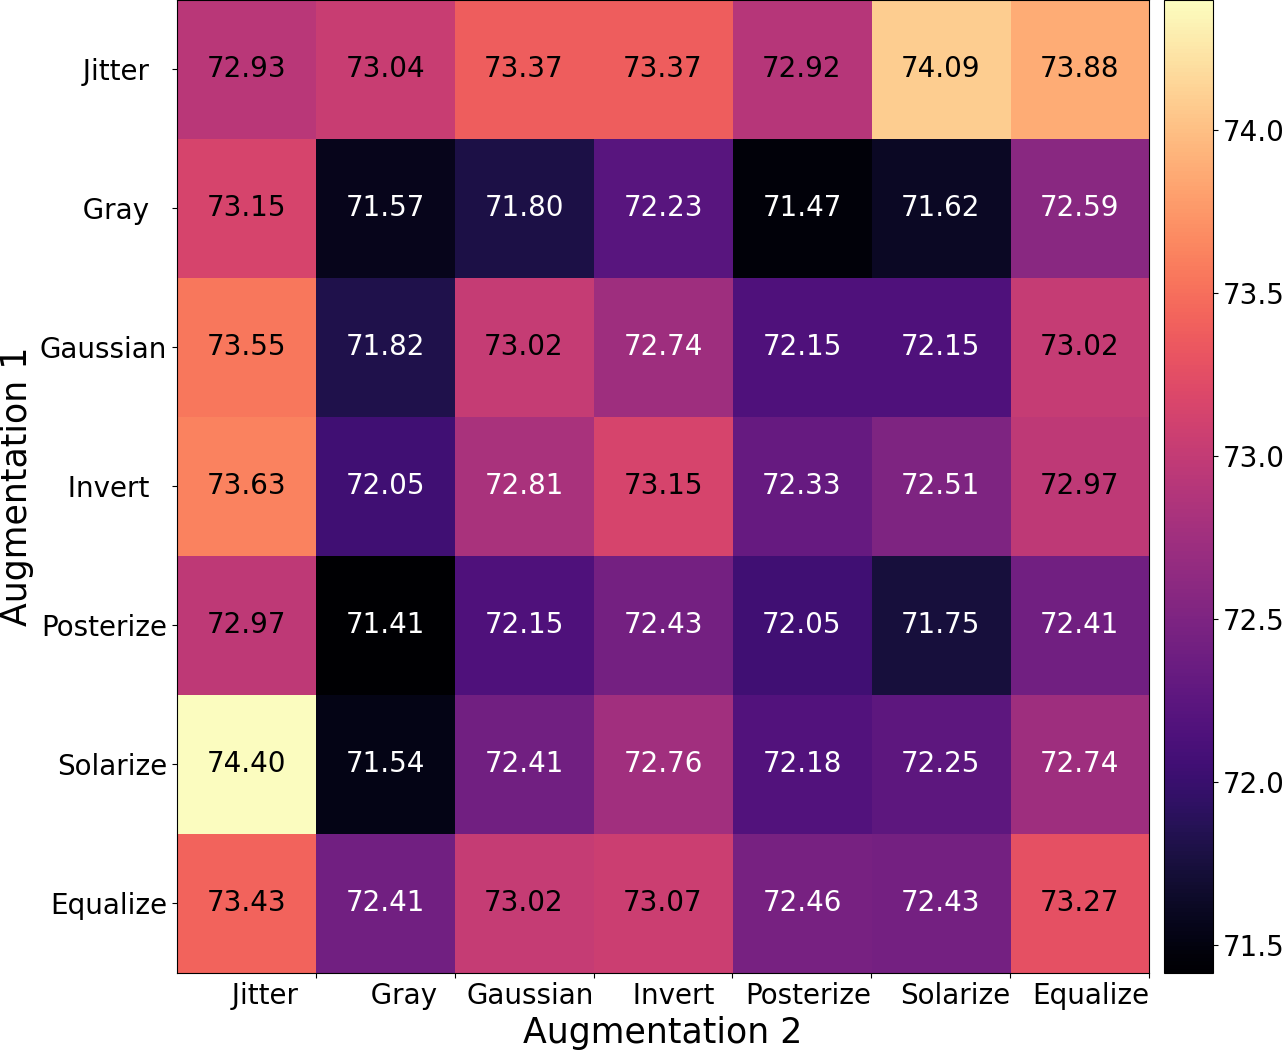 Jitter 72.93 73.04 73.37 73.37 72.92 74.09 73.88
74.0
Gray 73.15 71.57 71.80 72.23 71.47 71.62 72.59
73.5
Gaussian 73.55 71.82 73.02 72.74 72.15 72.15 73.02
73.0
Augmentation 1
Invert 73.63 72.05 72.81 73.15 72.33 72.51 72.97
Posterize 72.97 71.41 72.15 72.43 72.05 71.75 72.41
72.5
Solarize 74.40 71.54 72.41 72.76 72.18 72.25 72.74
72.0
Equalize 73.43 72.41 73.02 73.07 72.46 72.43 73.27
71.5
Jitter Gray Gaussian Invert Posterize Solarize Equalize
Augmentation 2